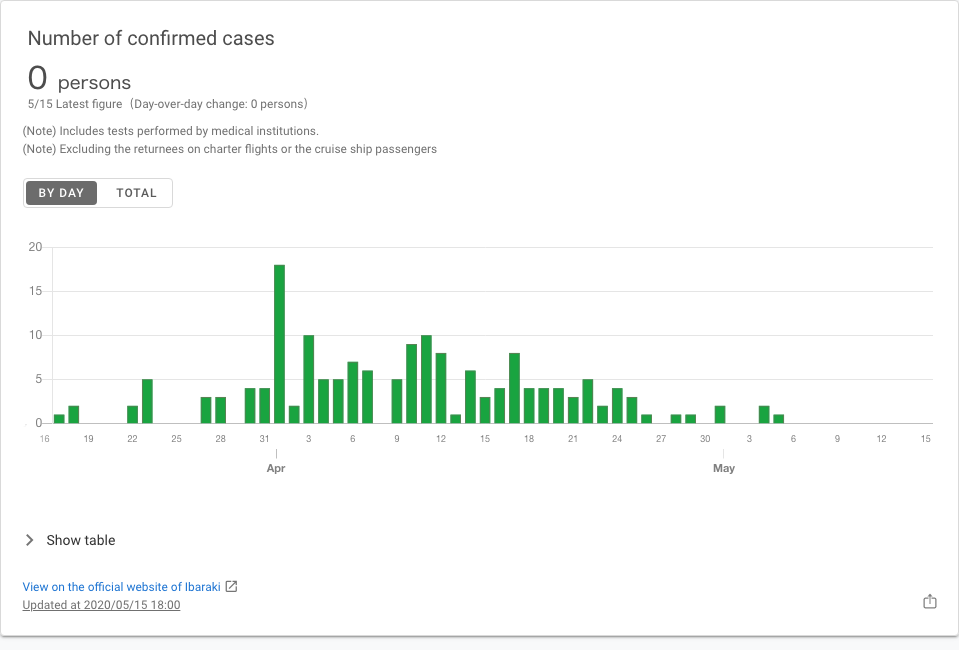 Number of confirmed cases
0 persons
5/15 Latest figure (Day-over-day change: 0 persons)
(Note) Includes tests performed by medical institutions.
(Note) Excluding the returnees on charter flights or the cruise ship passengers
BY DAY TOTAL
20
15
10
5
0
16 19 22 25 28 31 3 6 9 12 15 18 21 24 27 30 3 6 9 12 15
Apr May
Show table
View on the official website of Ibaraki
Updated at 2020/05/15 18:00